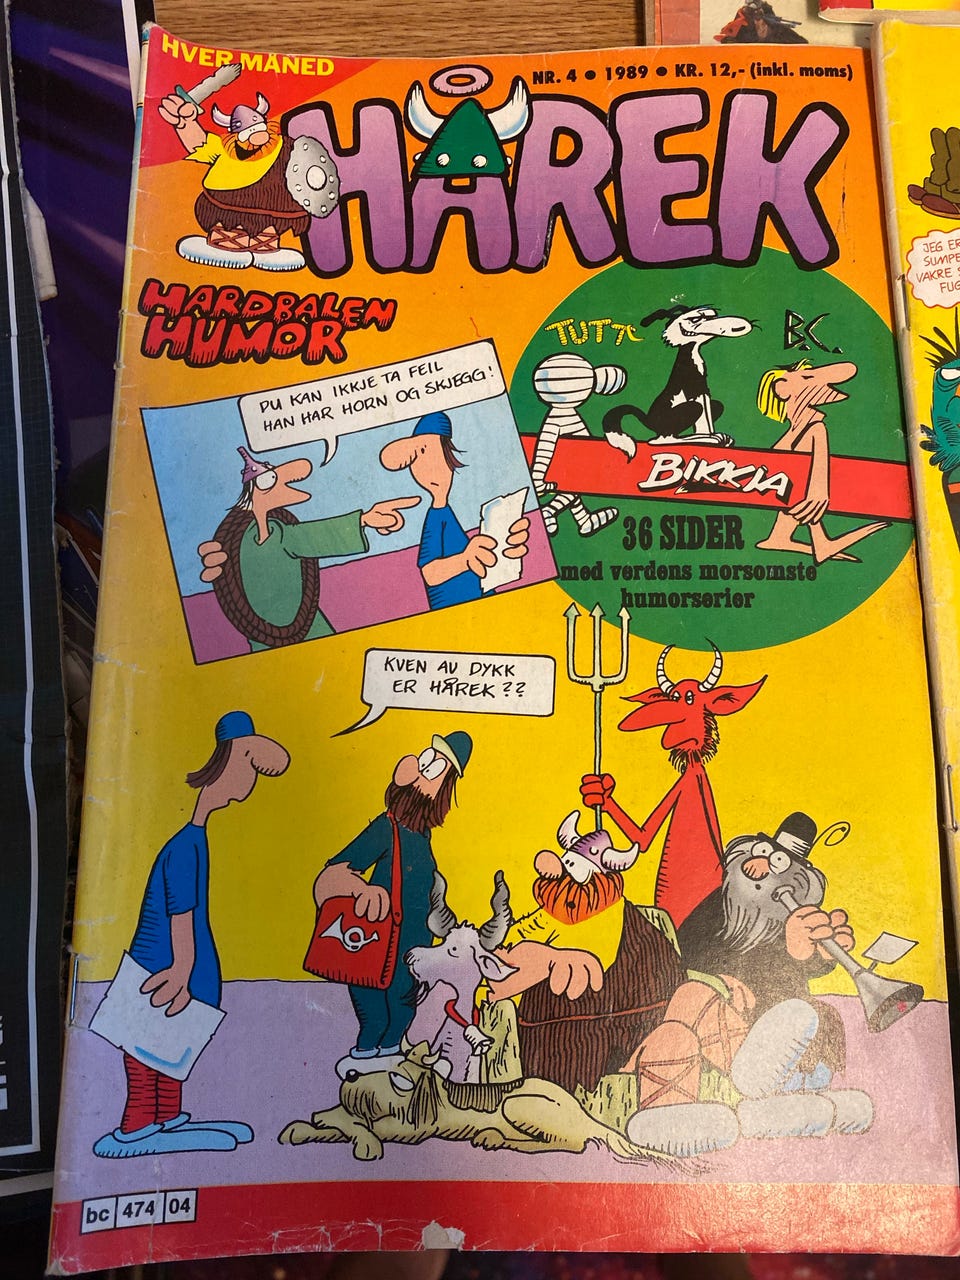 HVER MÅNED
NR. 4 • 1989 • KR. 12,- (inkl. moms)
HÅREK
HARDBALEN
HUMOR
DU KAN IKKJE TA FEIL
HAN HAR HORN OG SKJEGG!
TUTT
B.C.
BIKKJA
36 SIDER
med verdens morsomste
humorserier
KVEN AV DYKK
ER HÅREK??
bc 474 04
JEG ER